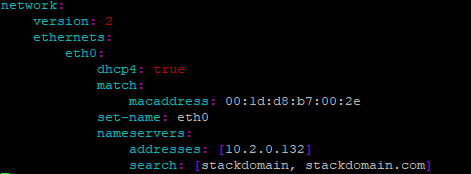 network:
    version: 2
    ethernets:
        eth0:
            dhcp4: true
            match:
                macaddress: 00:1d:d8:b7:00:2e
            set-name: eth0
            nameservers:
                addresses: [10.2.0.132]
                search: [stackdomain, stackdomain.com]